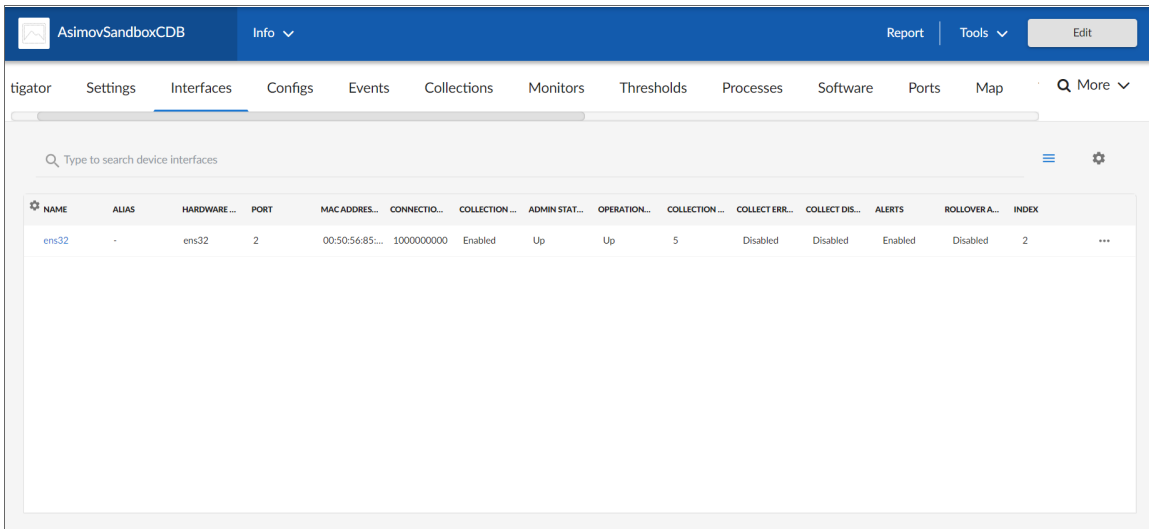 AsimovSandboxCDB Info Report Tools Edit
tigator Settings Interfaces Configs Events Collections Monitors Thresholds Processes Software Ports Map More
Type to search device interfaces
NAME ALIAS HARDWARE ... PORT MAC ADDRES... CONNECTIO... COLLECTION ... ADMIN STAT... OPERATION... COLLECTION ... COLLECT ERR... COLLECT DIS... ALERTS ROLLOVER A... INDEX
ens32 - ens32 2 00:50:56:85:... 1000000000 Enabled Up Up 5 Disabled Disabled Enabled Disabled 2 ...